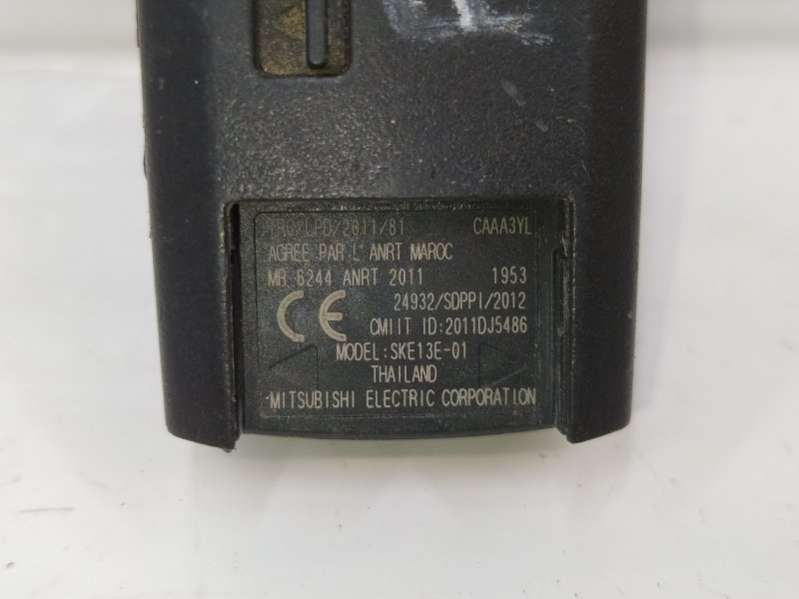 CAAA3YL
AGREE PAR L'ANRT MAROC
MR 6244 ANRT 2011 1953
24932/SDPPI/2012
CE CMIIT ID:2011DJ5486
MODEL:SKE13E-01
THAILAND
MITSUBISHI ELECTRIC CORPORATION